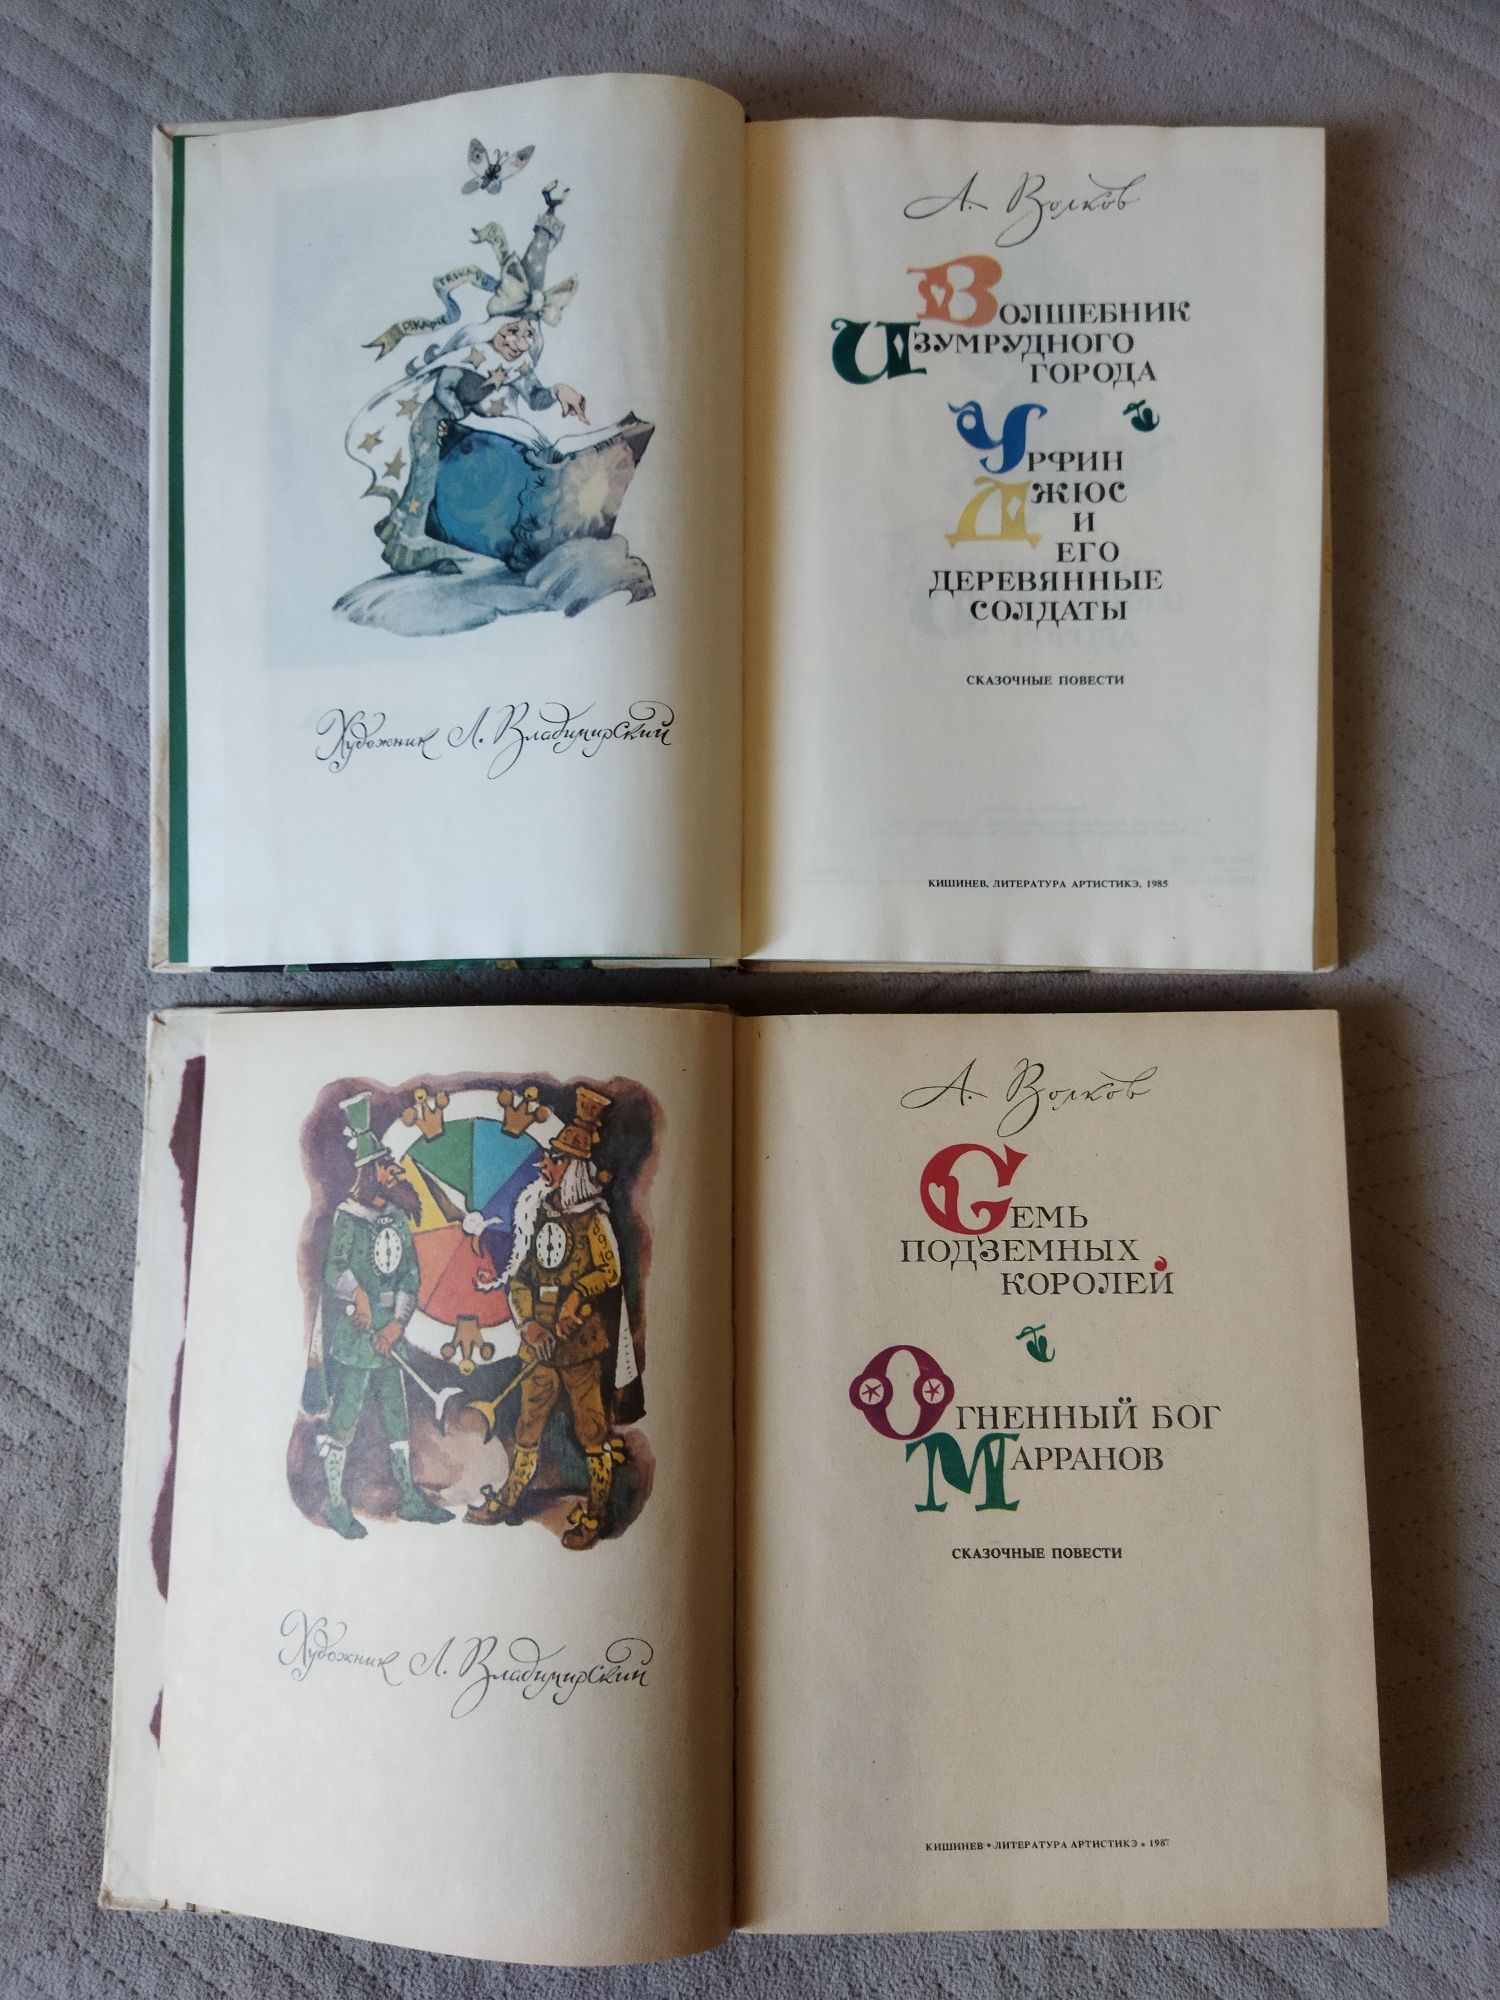 А. Волков
Волшебник
Изумрудного
города
Урфин
Джюс
и
его
деревянные
солдаты
СКАЗОЧНЫЕ ПОВЕСТИ
Художник Л. Владимирский
КИШИНЕВ, ЛИТЕРАТУРА АРТИСТИКЭ, 1985
А. Волков
Семь
подземных
королей
Огненный бог
Марранов
СКАЗОЧНЫЕ ПОВЕСТИ
Художник Л. Владимирский
КИШИНЕВ * ЛИТЕРАТУРА АРТИСТИКЭ * 1987